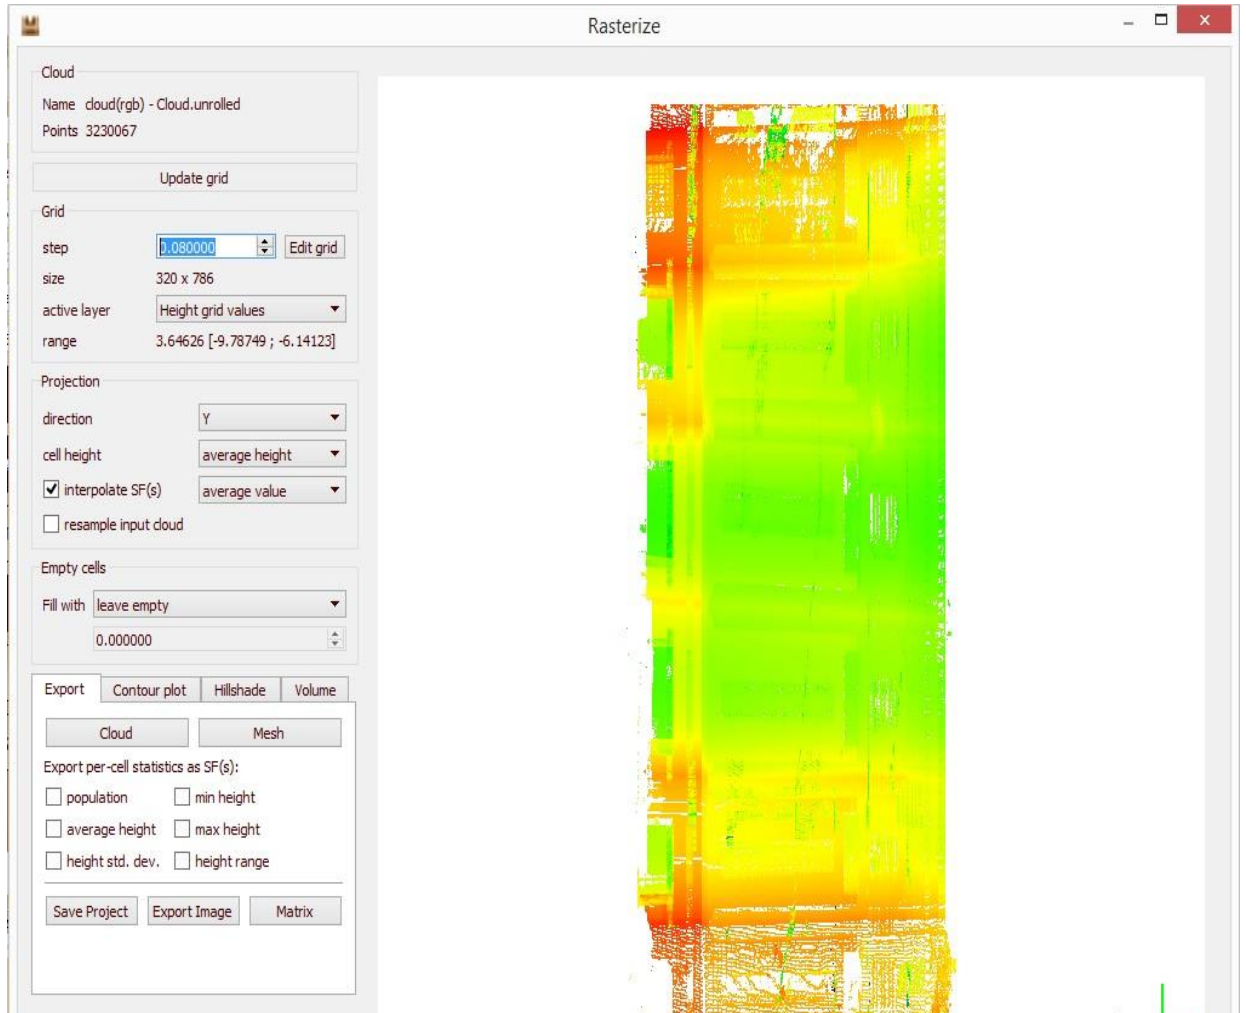 Rasterize
Cloud
Name cloud(rgb) - Cloud.unrolled
Points 3230067
Update grid
Grid
step 0.080000 Edit grid
size 320 x 786
active layer Height grid values
range 3.64626 [-9.78749 ; -6.14123]
Projection
direction Y
cell height average height
interpolate SF(s) average value
resample input cloud
Empty cells
Fill with leave empty
0.000000
Export Contour plot Hillshade Volume
Cloud Mesh
Export per-cell statistics as SF(s):
population min height
average height max height
height std. dev. height range
Save Project Export Image Matrix